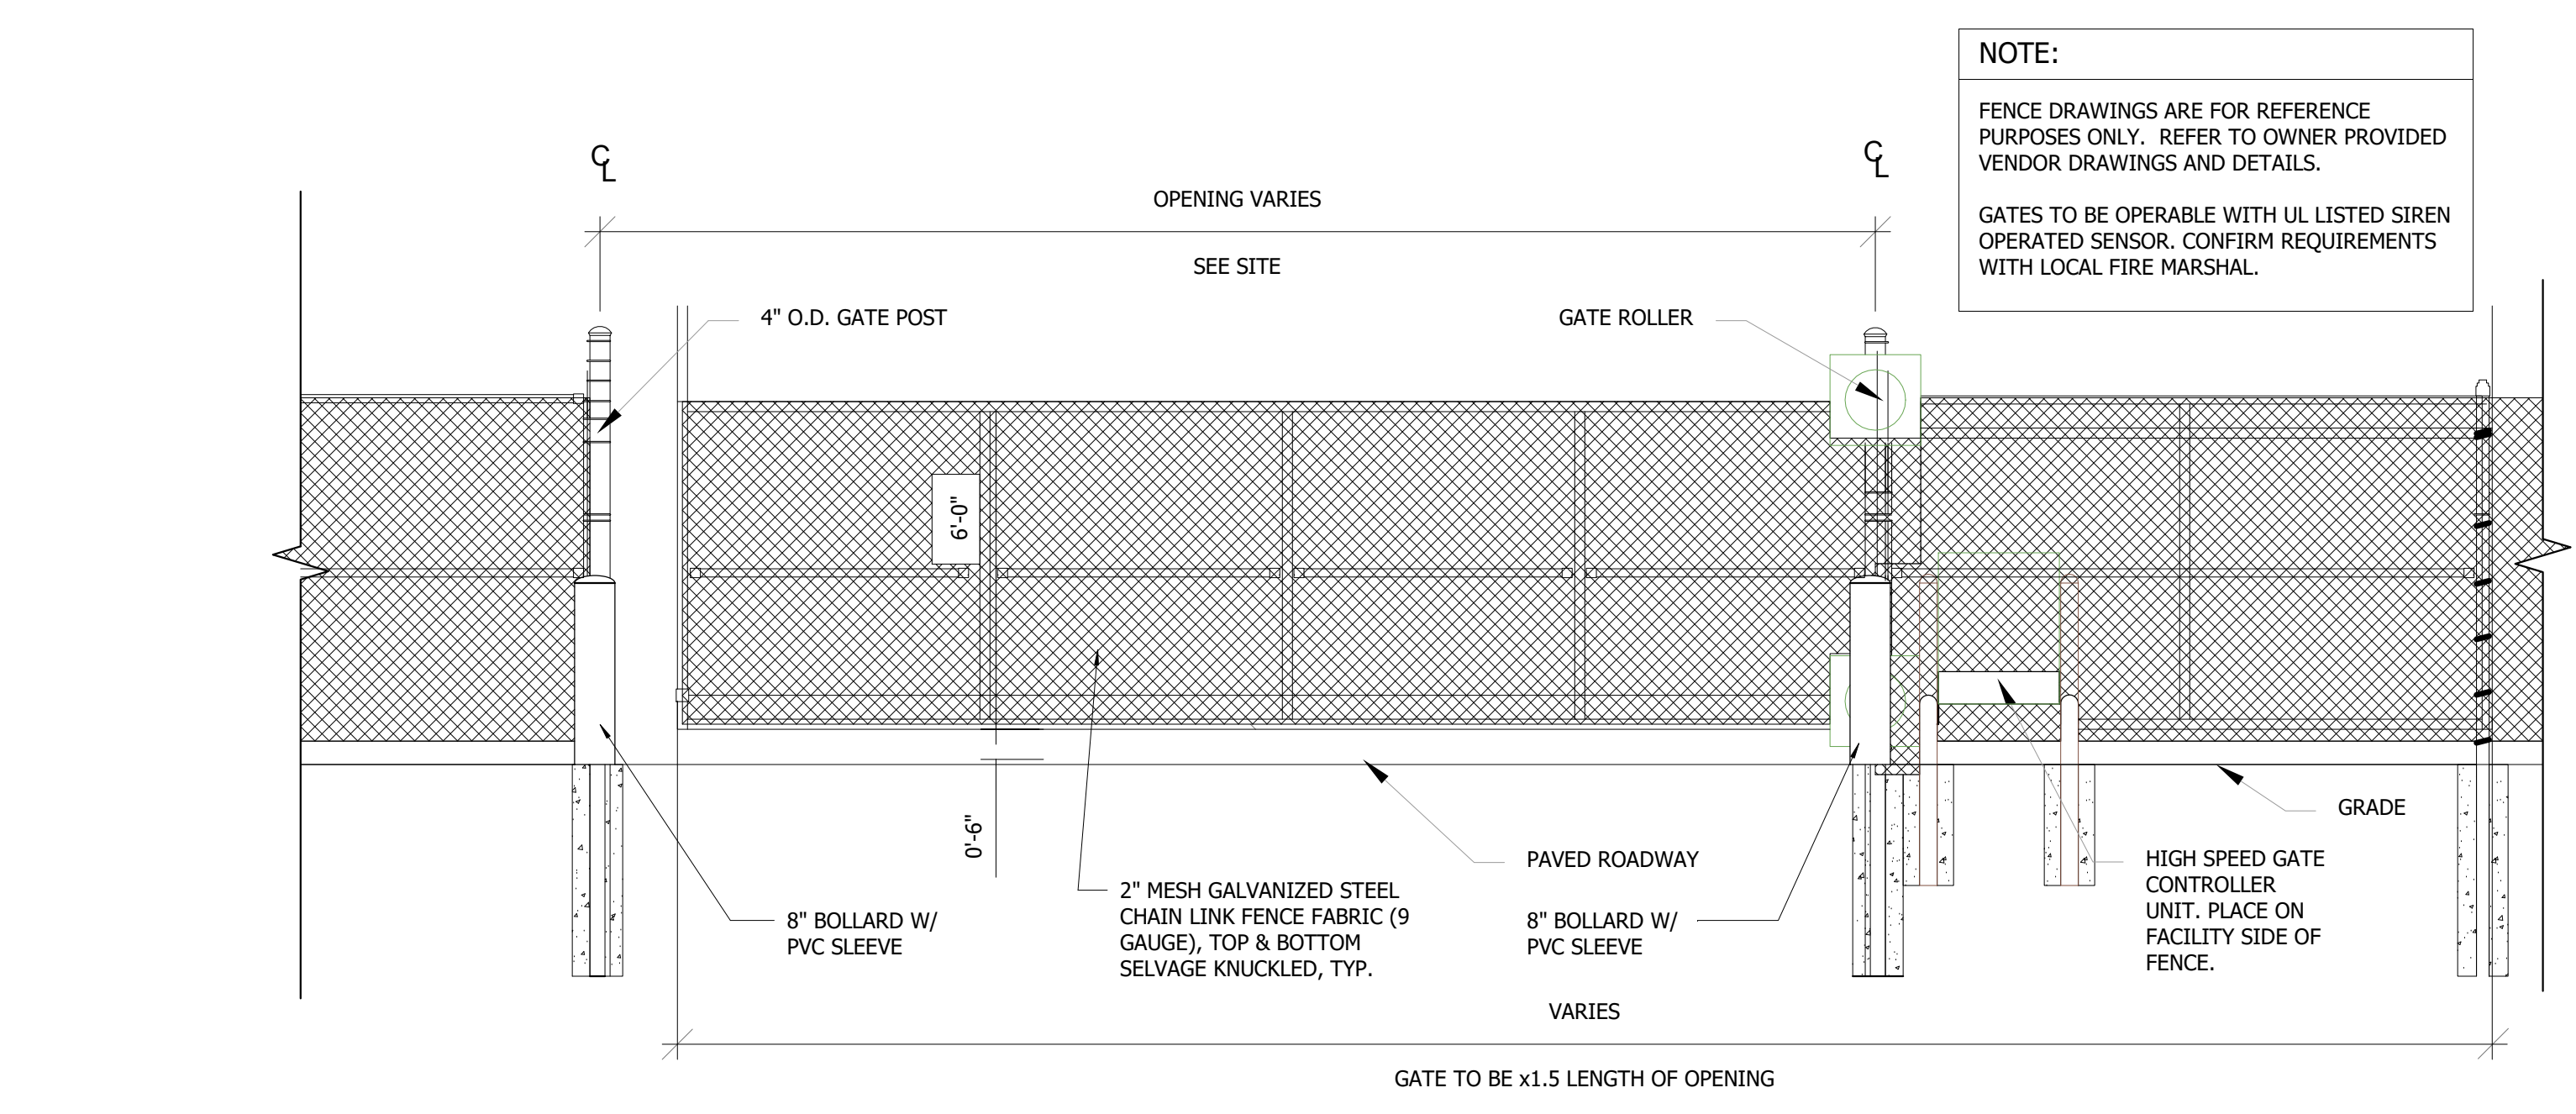 NOTE:
FENCE DRAWINGS ARE FOR REFERENCE
PURPOSES ONLY. REFER TO OWNER PROVIDED
VENDOR DRAWINGS AND DETAILS.
GATES TO BE OPERABLE WITH UL LISTED SIREN
OPERATED SENSOR. CONFIRM REQUIREMENTS
WITH LOCAL FIRE MARSHAL.
CL
CL
OPENING VARIES
SEE SITE
4" O.D. GATE POST
GATE ROLLER
6'-0"
0'-6"
GRADE
PAVED ROADWAY
HIGH SPEED GATE
CONTROLLER
UNIT. PLACE ON
FACILITY SIDE OF
FENCE.
2" MESH GALVANIZED STEEL
CHAIN LINK FENCE FABRIC (9
GAUGE), TOP & BOTTOM
SELVAGE KNUCKLED, TYP.
8" BOLLARD W/
PVC SLEEVE
8" BOLLARD W/
PVC SLEEVE
VARIES
GATE TO BE x1.5 LENGTH OF OPENING